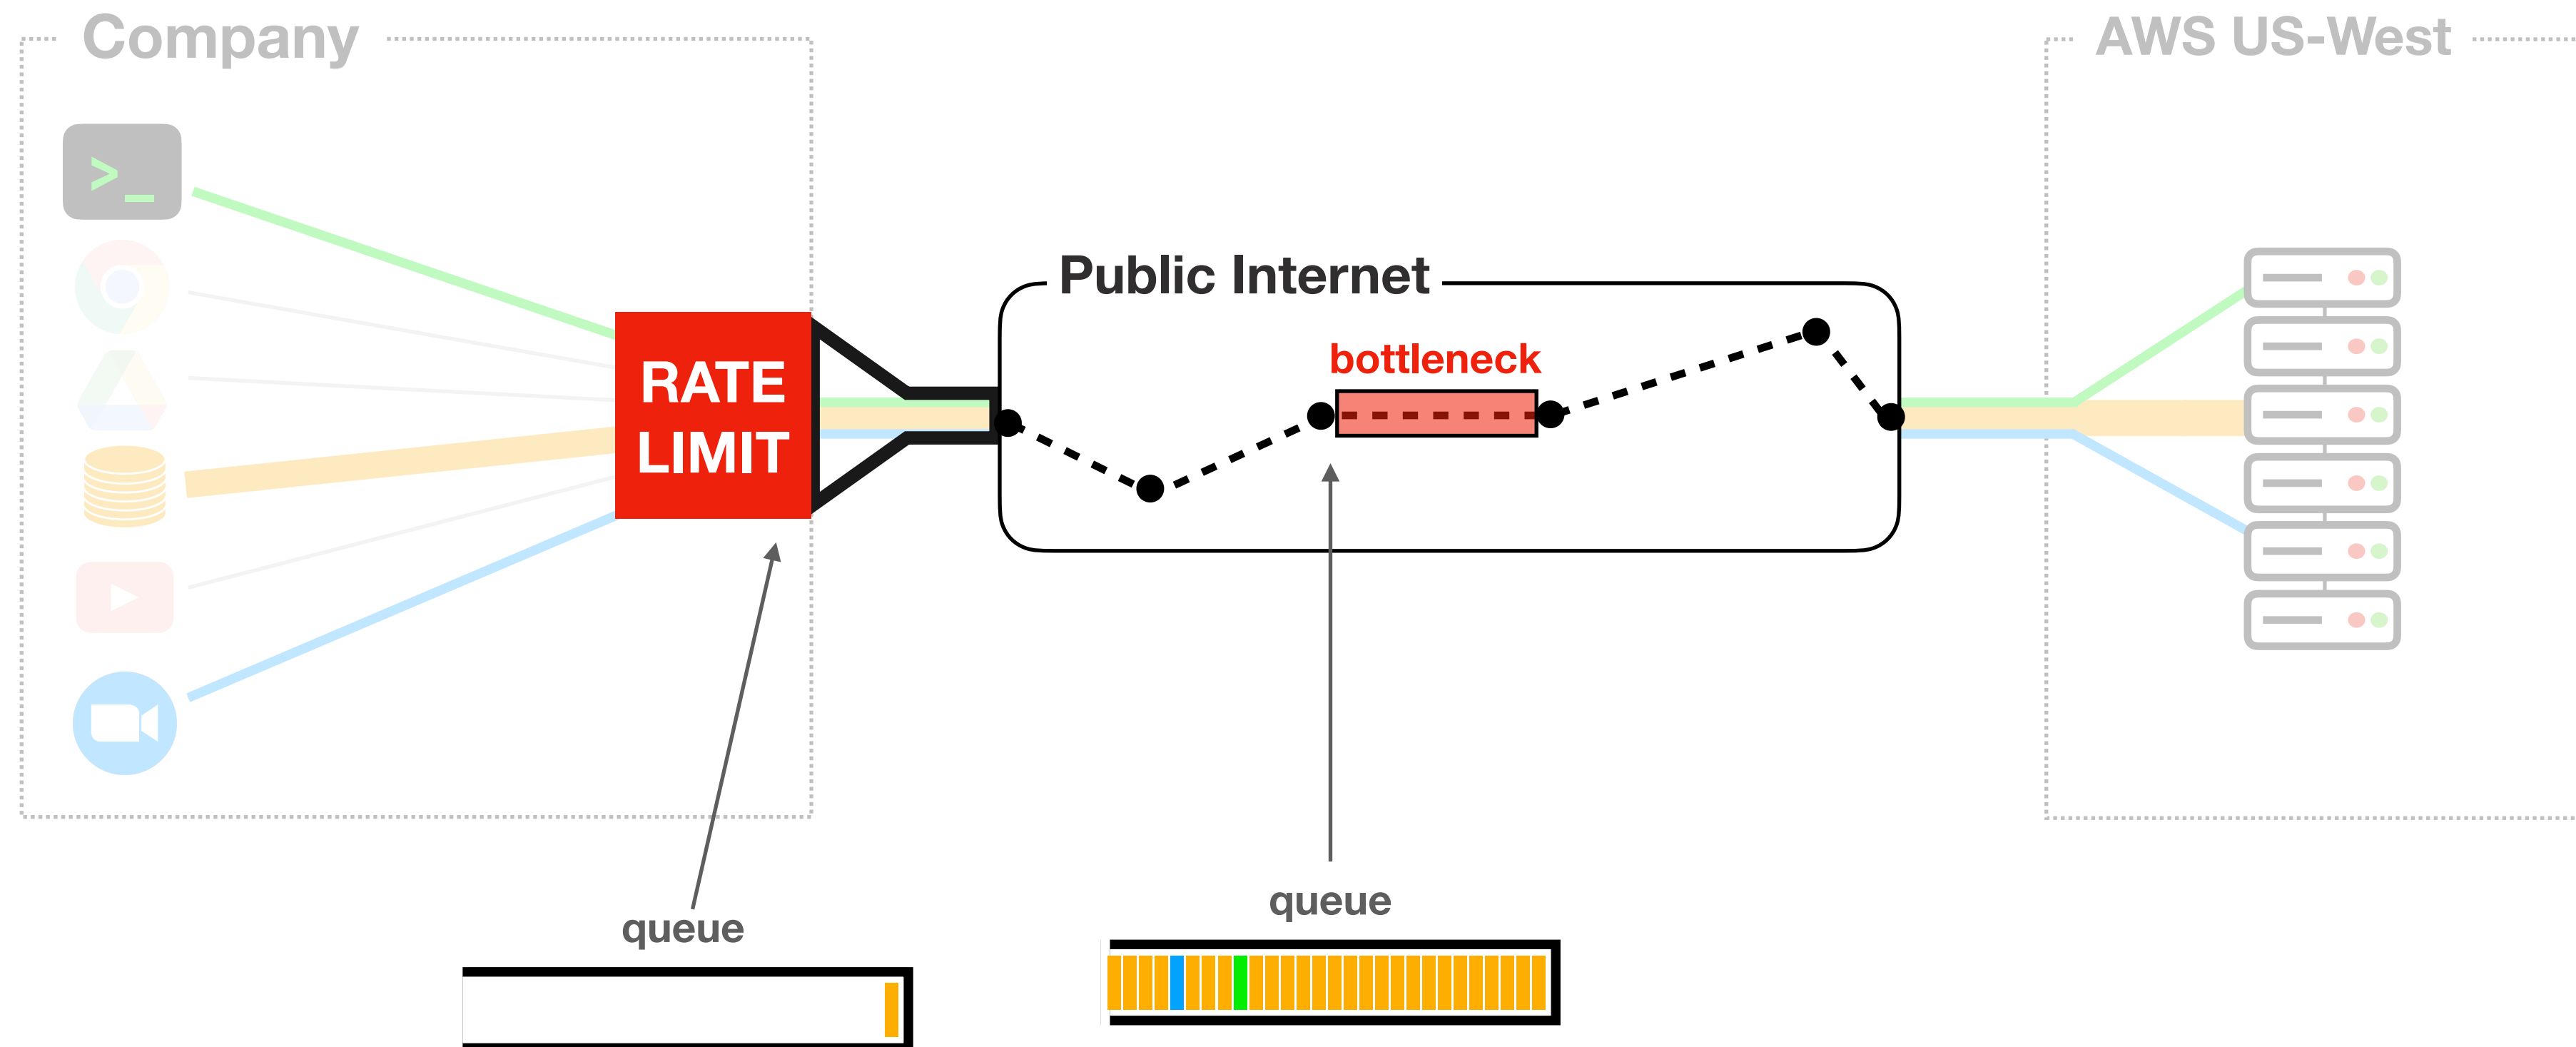 Company
AWS US-West
>_
Public Internet
bottleneck
RATE
LIMIT
queue
queue